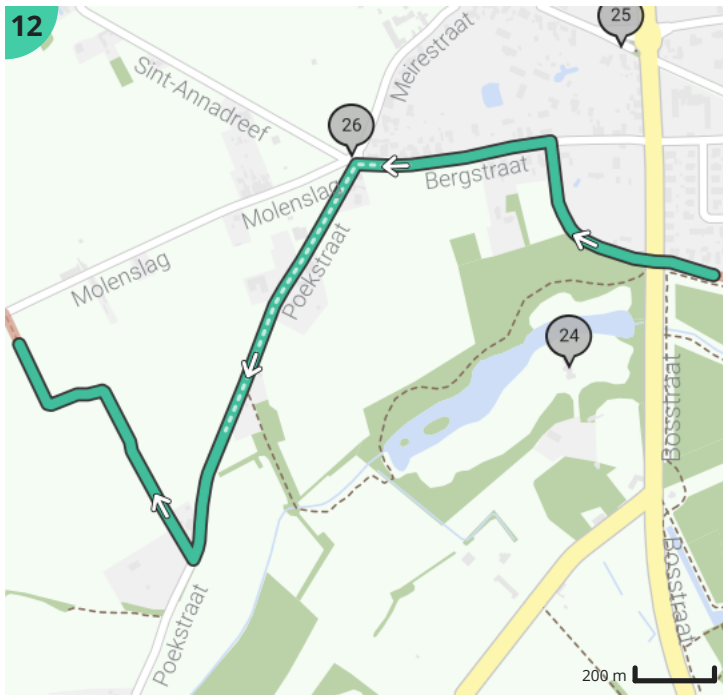 12
25
Meirestraat
Sint-Annadreef
26
Bergstraat
Molenslag
Poekstraat
Molenslag
24
Bosstraat
Bosstraat
Poekstraat
200 m